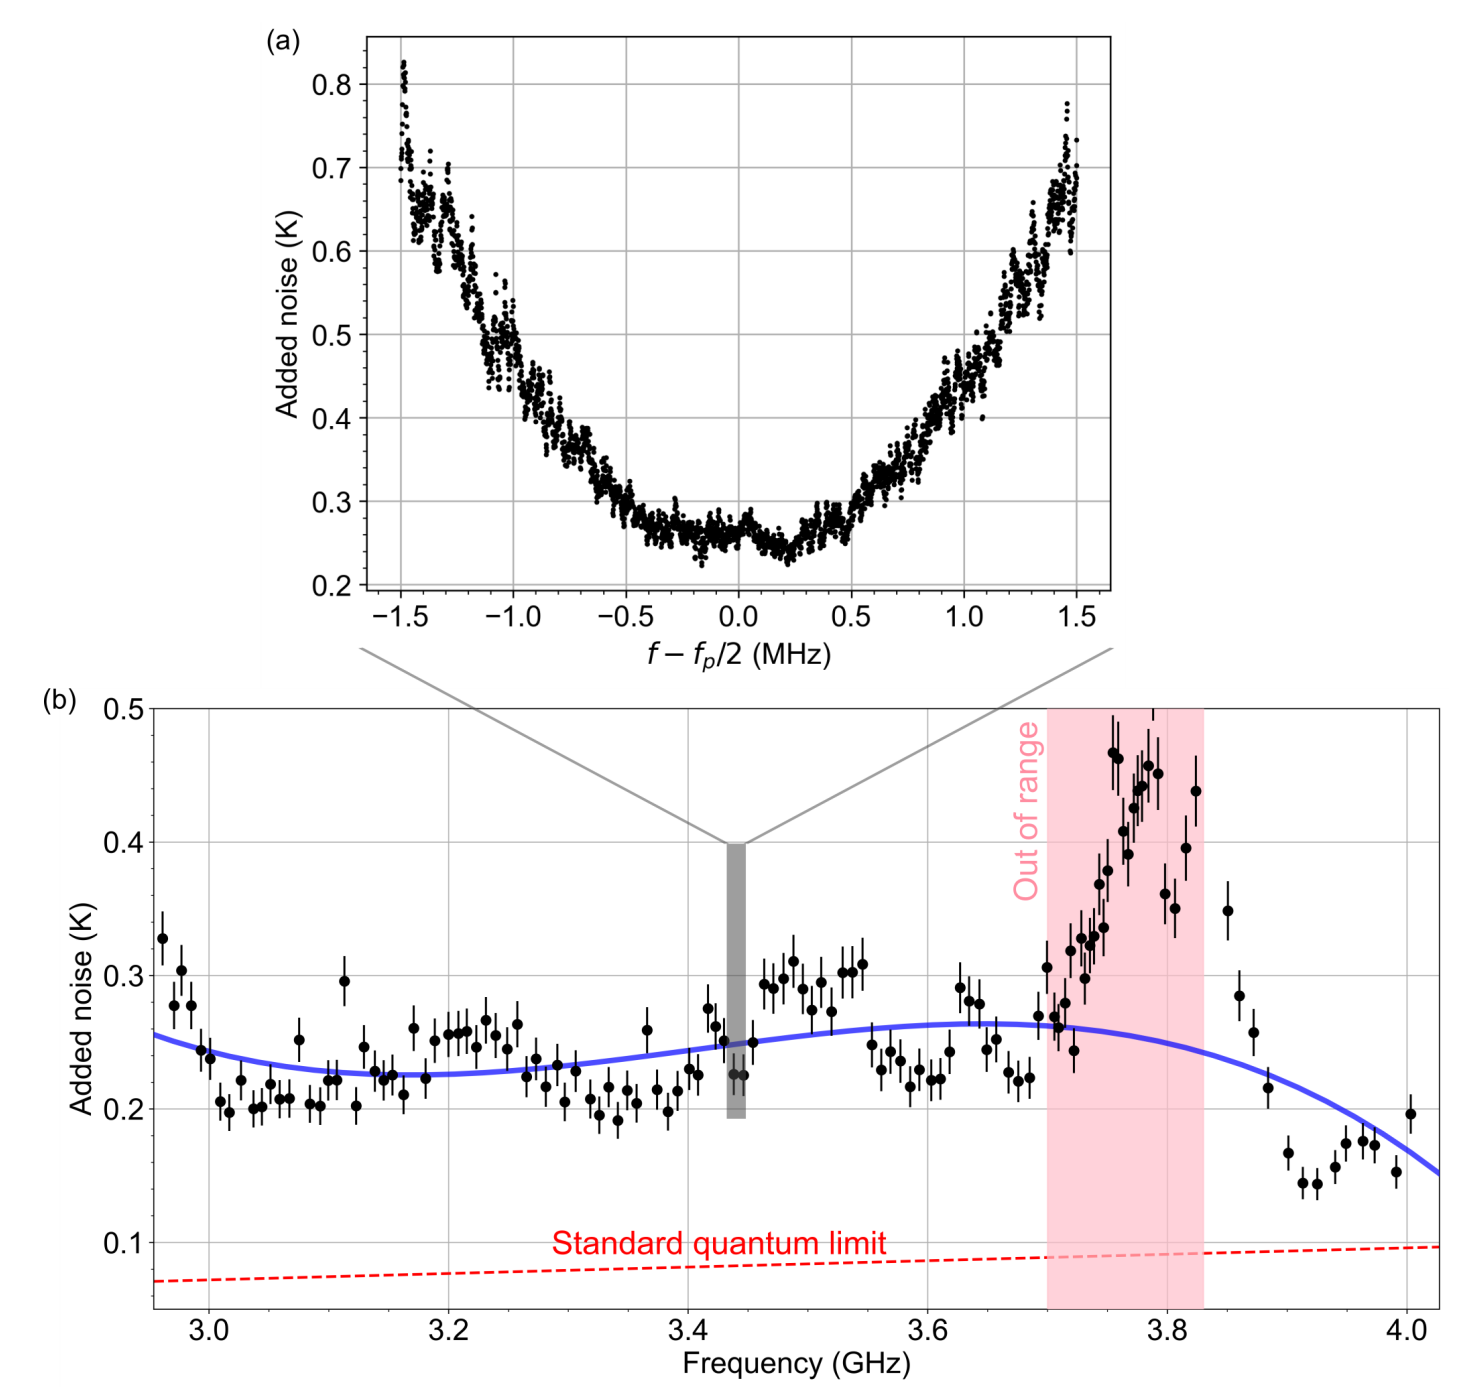 (a)
0.8
0.7
0.6
0.5
0.4
0.3
0.2
Added noise (K)
−1.5 −1.0 −0.5 0.0 0.5 1.0 1.5
f − fp/2 (MHz)
(b)
0.5
0.4
0.3
0.2
0.1
Added noise (K)
Out of range
Standard quantum limit
3.0 3.2 3.4 3.6 3.8 4.0
Frequency (GHz)